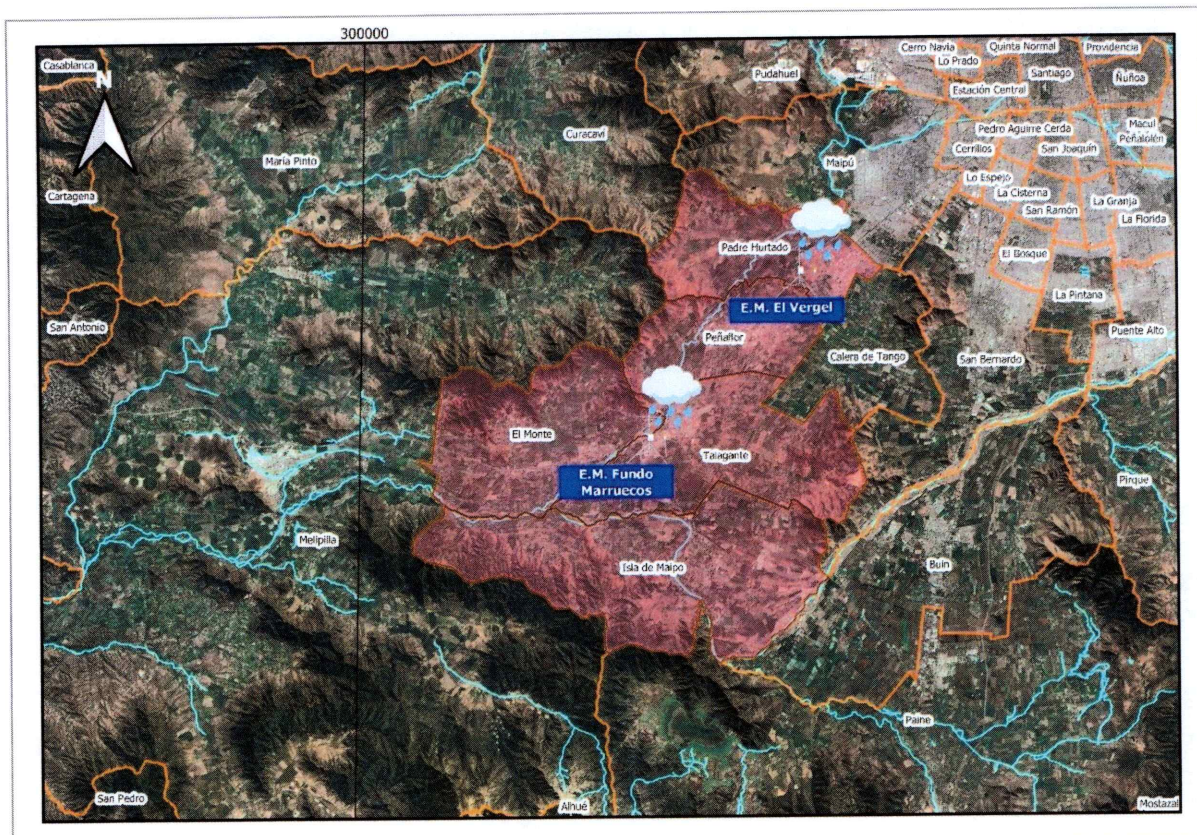 300000
Casablanca
N
Cartagena
María Pinto
Curacaví
Pudahuel
Maipú
Cerro Navia
Quinta Normal
Providencia
Lo Prado
Santiago
Ñuñoa
Estación Central
Pedro Aguirre Cerda
Macul
Peñalolén
Cerrillos
San Joaquín
Lo Espejo
La Cisterna
La Granja
San Ramón
La Florida
Padre Hurtado
El Bosque
La Pintana
San Antonio
E.M. El Vergel
Peñaflor
Calera de Tango
San Bernardo
Puente Alto
El Monte
Talagante
E.M. Fundo
Marruecos
Pirque
Melipilla
Isla de Maipo
Buin
Paine
San Pedro
Alhué
Mostazal